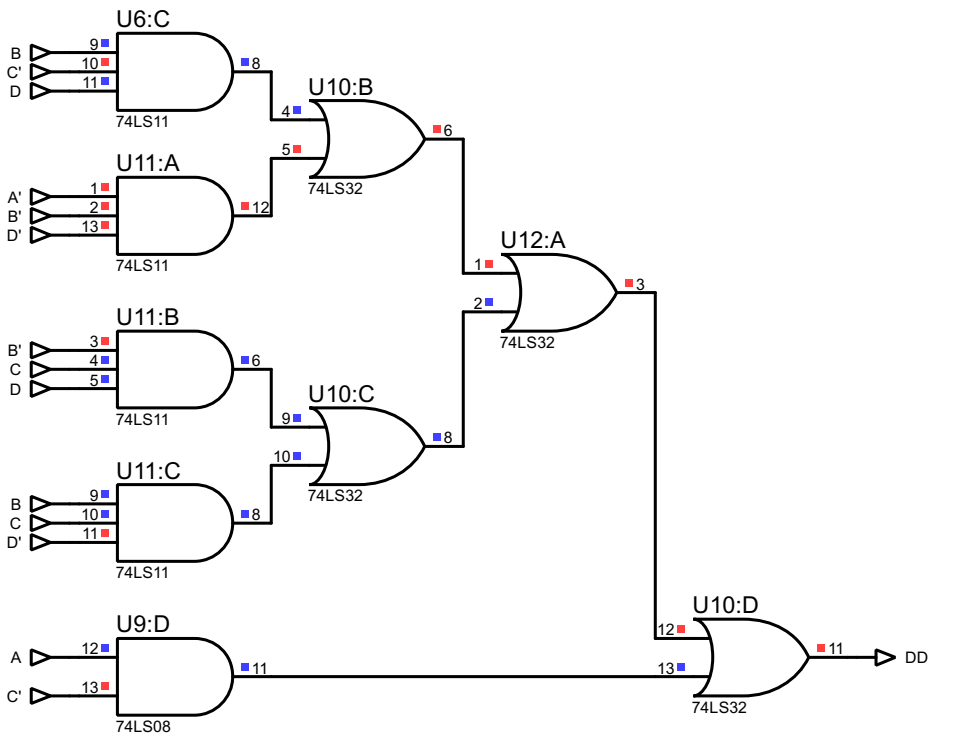 U6:C
B 9 8
C' 10
D 11
74LS11
U10:B
4 6
5
74LS32
U11:A
A' 1
B' 2 12
D' 13
74LS11
U12:A
1 3
2
74LS32
U11:B
B' 3 6
C 4
D 5
74LS11
U10:C
9 8
10
74LS32
U11:C
B 9 8
C 10
D' 11
74LS11
U10:D
12 11 DD
13
74LS32
U9:D
A 12 11
C' 13
74LS08